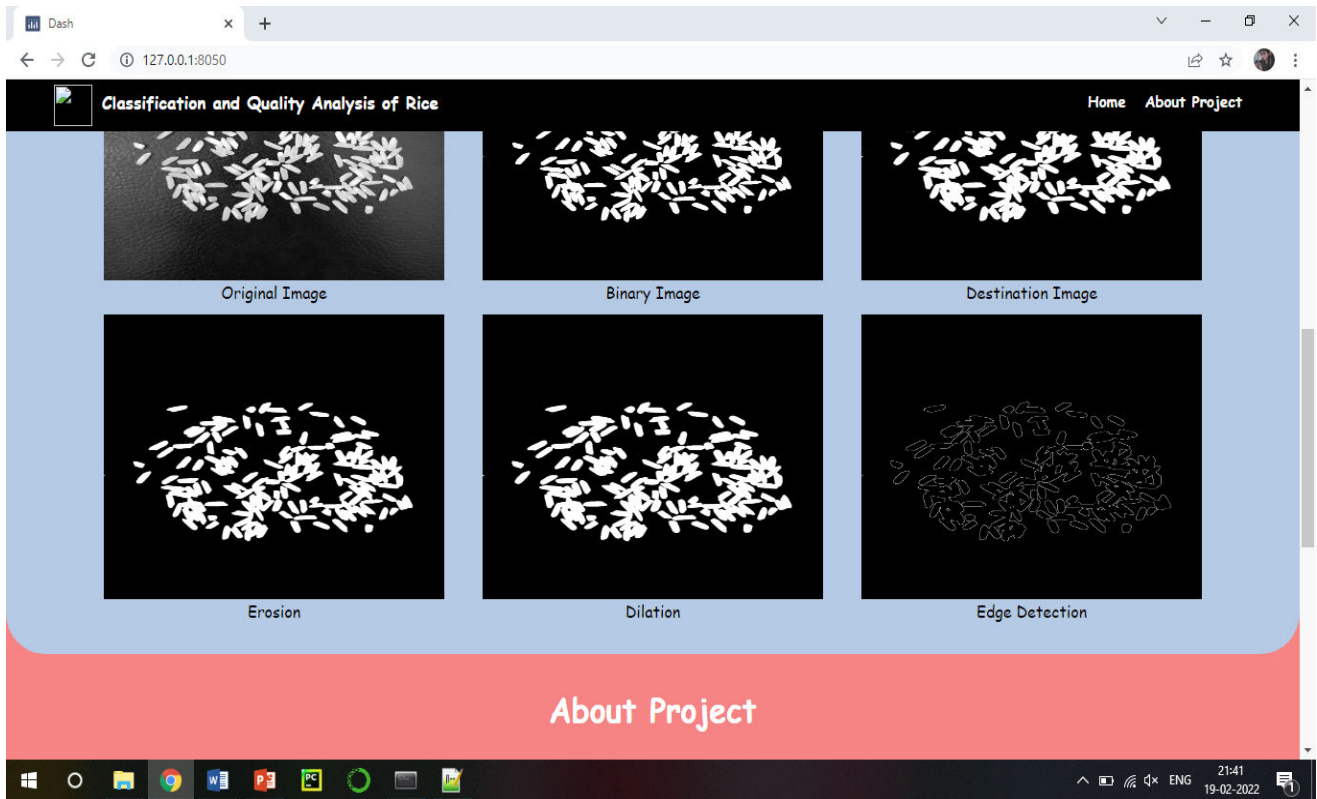 Dash
127.0.0.1:8050
Classification and Quality Analysis of Rice
Home About Project
Original Image
Binary Image
Destination Image
Erosion
Dilation
Edge Detection
About Project
ENG
21:41
19-02-2022
1